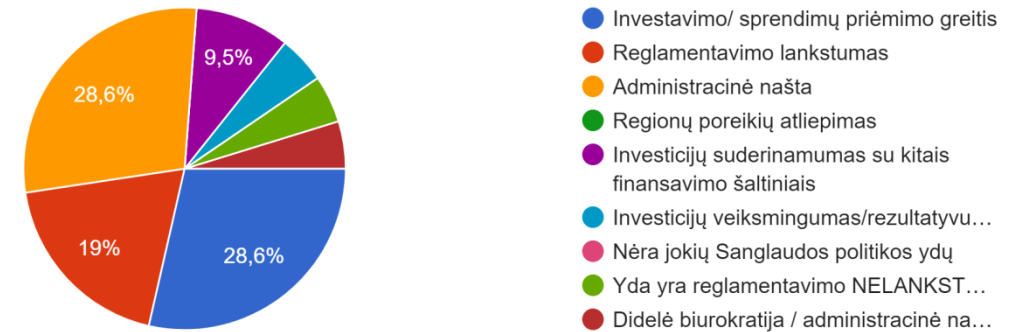 9,5%
28,6%
19%
28,6%
Investavimo/ sprendimų priėmimo greitis
Reglamentavimo lankstumas
Administracinė našta
Regionų poreikių atliepimas
Investicijų suderinamumas su kitais
finansavimo šaltiniais
Investicijų veiksmingumas/rezultatyvu…
Nėra jokių Sanglaudos politikos ydų
Yda yra reglamentavimo NELANKST…
Didelė biurokratija / administracinė na…